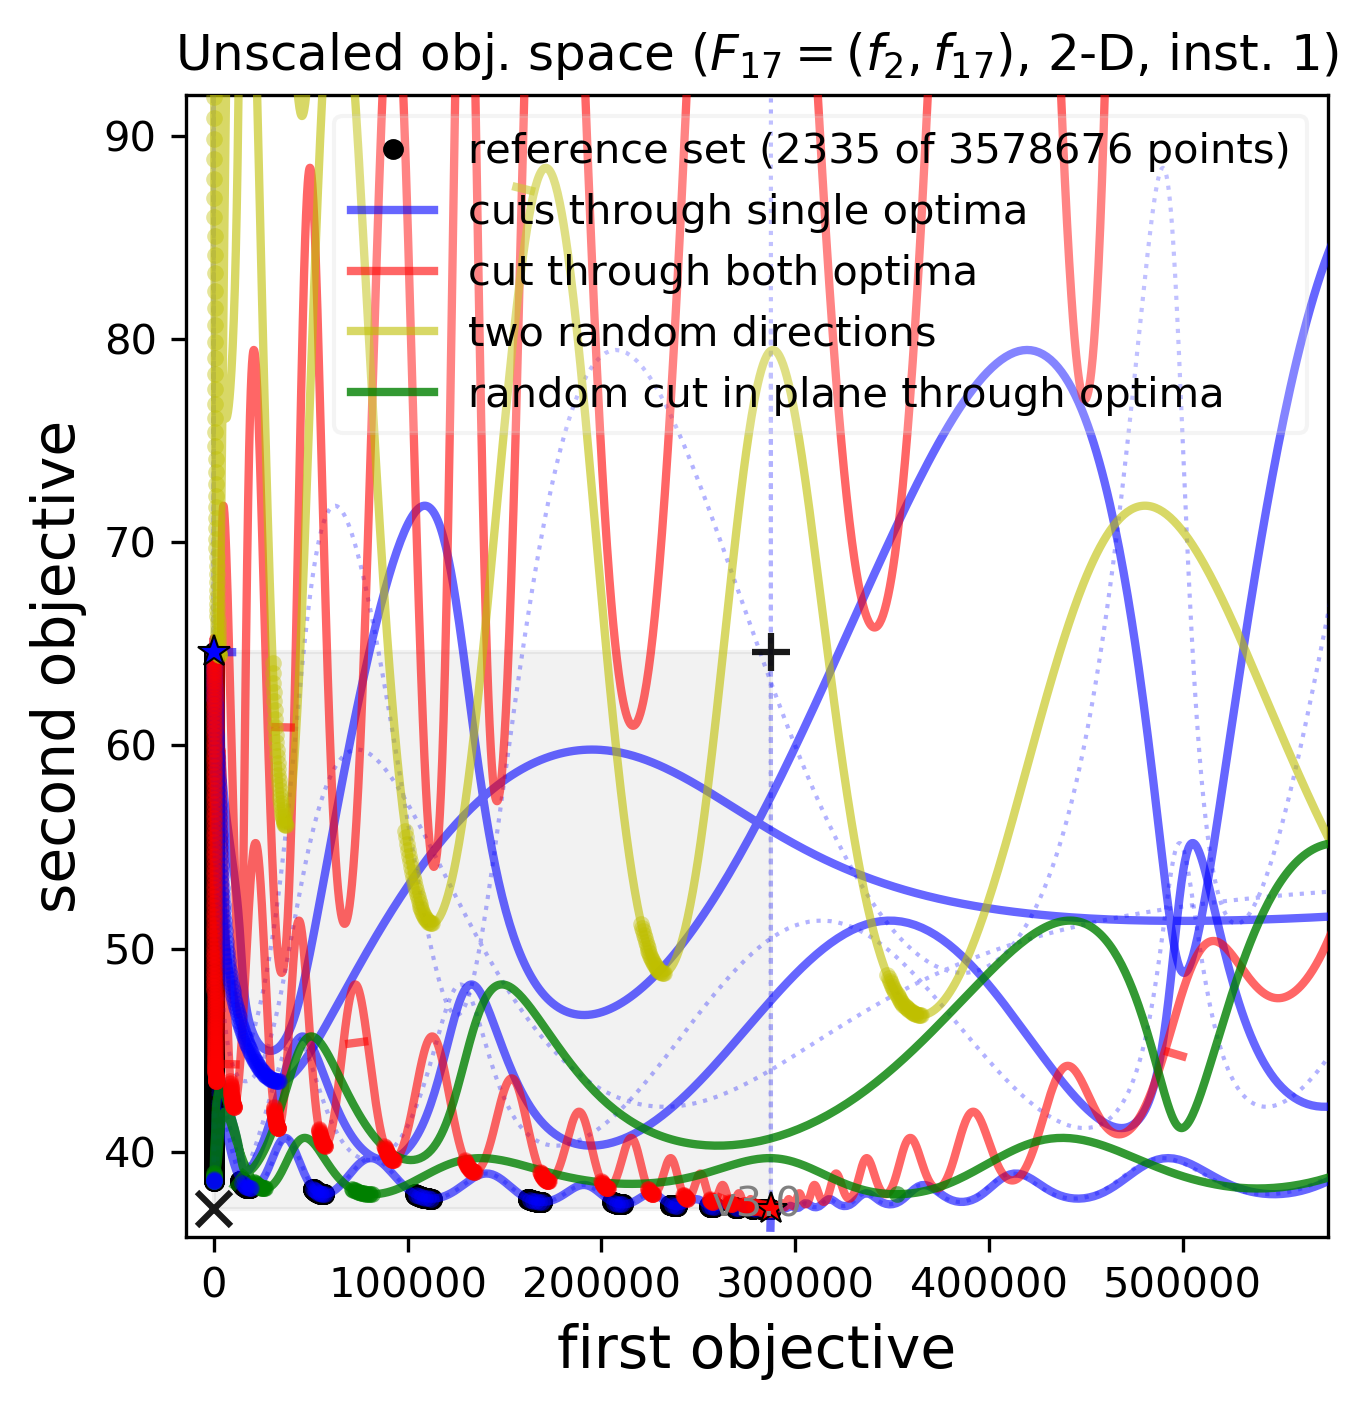 Unscaled obj. space (F17 = (f2, f17), 2-D, inst. 1)
reference set (2335 of 3578676 points)
cuts through single optima
cut through both optima
two random directions
random cut in plane through optima
second objective
90
80
70
60
50
40
0
100000
200000
300000
400000
500000
first objective